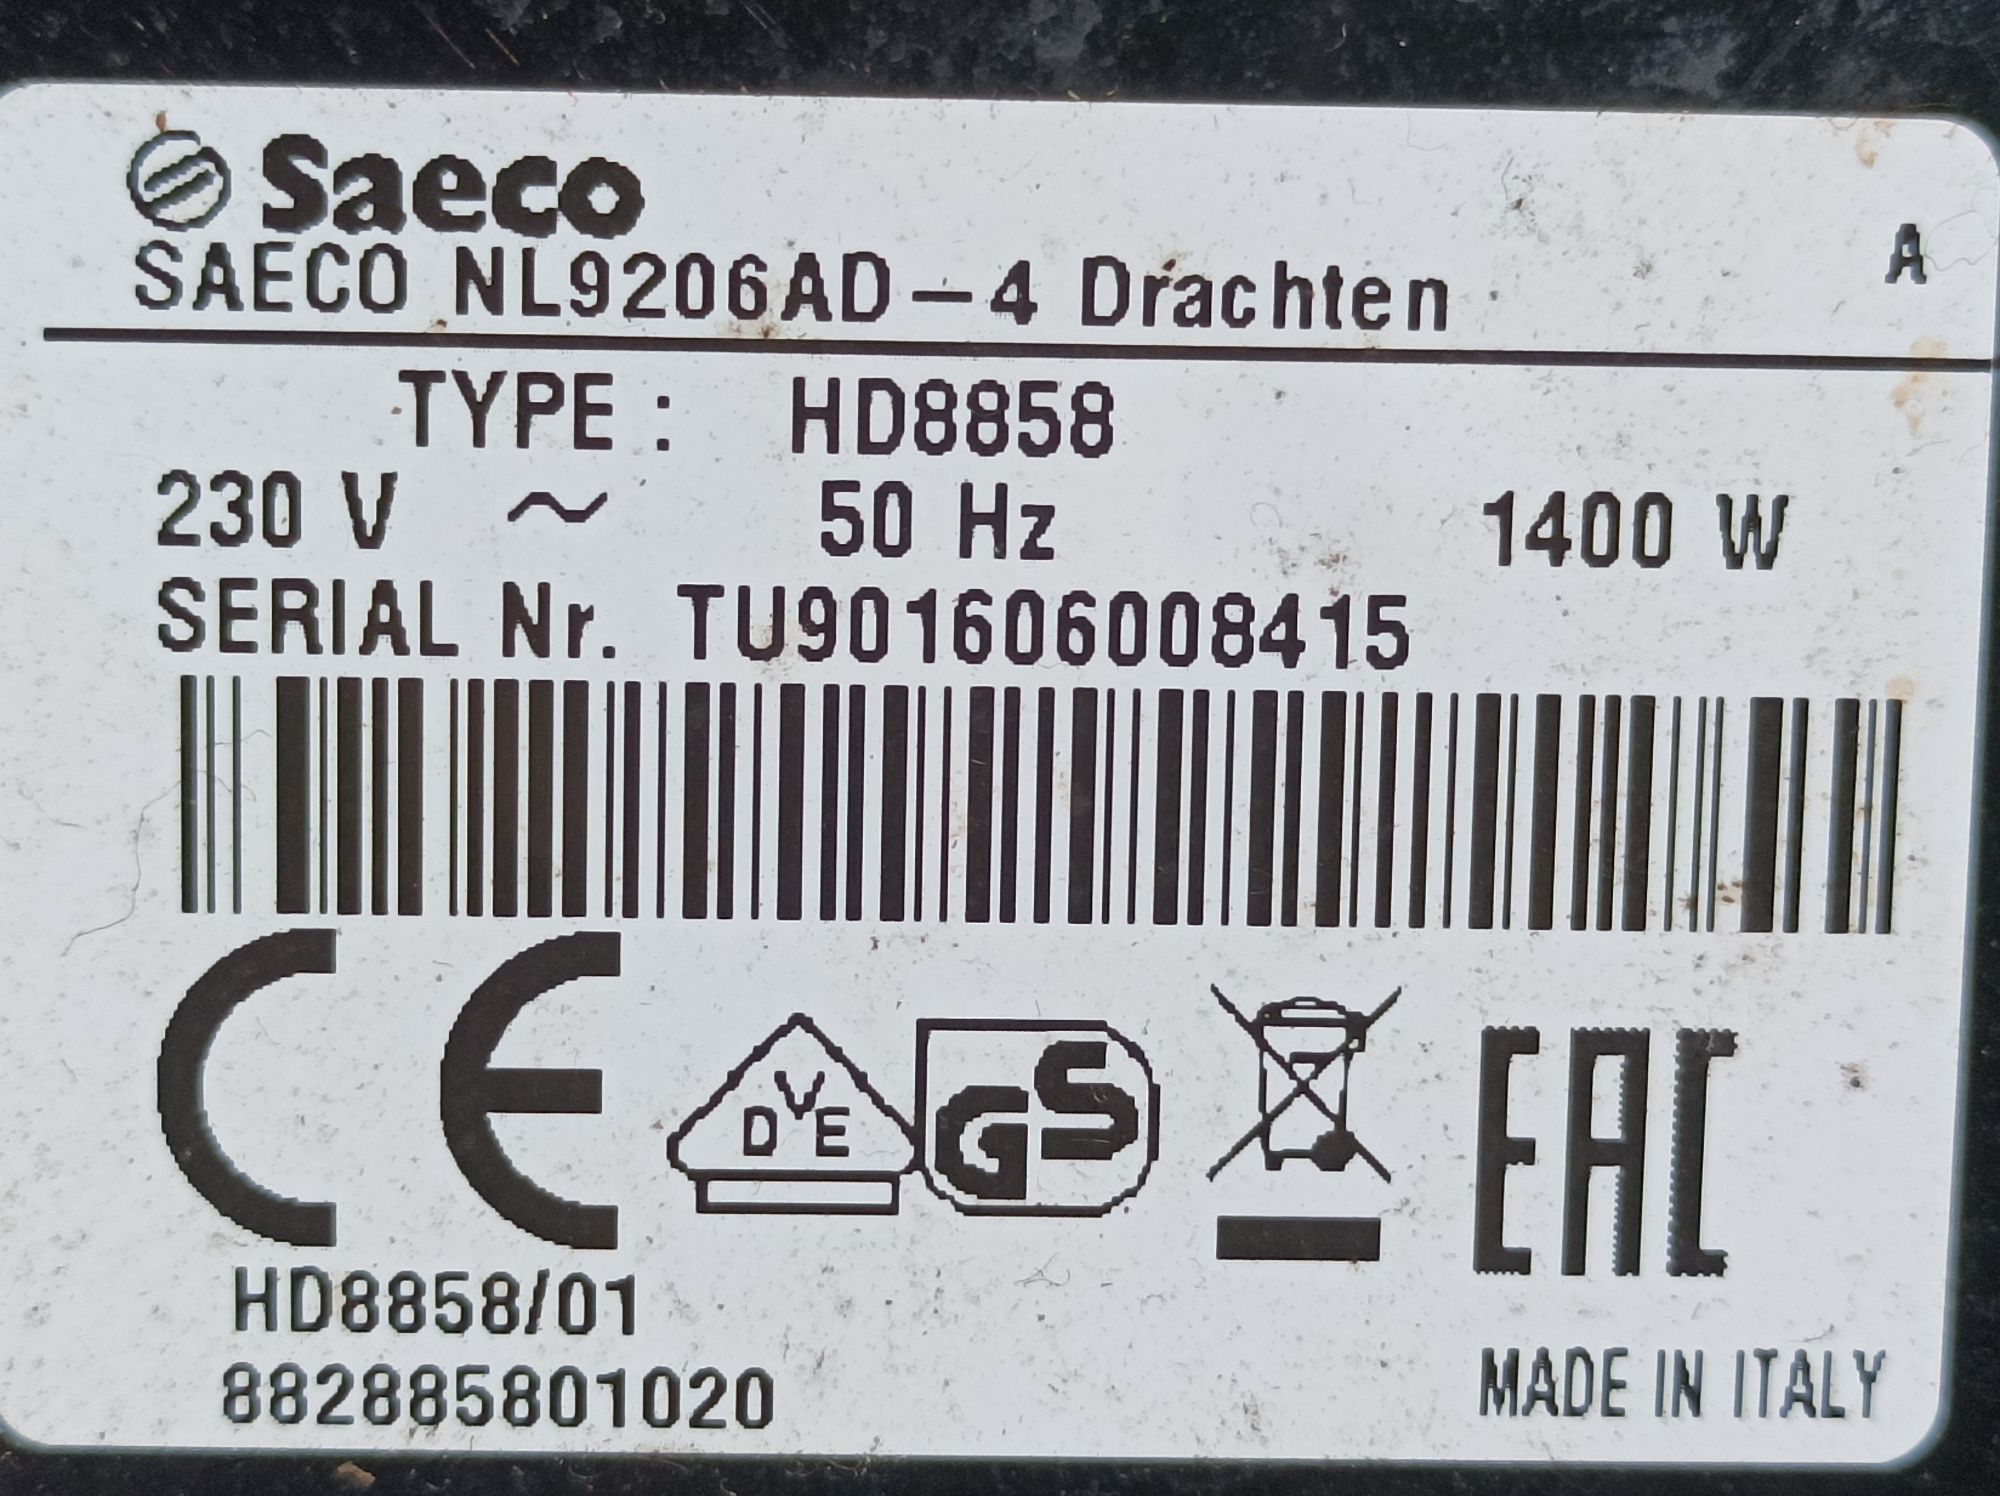 Saeco
SAECO NL9206AD-4 Drachten
A
TYPE: HD8858
230 V ~ 50 Hz 1400 W
SERIAL Nr. TU901606008415
CE
DVE GS
EAC
HD8858/01
882885801020
MADE IN ITALY